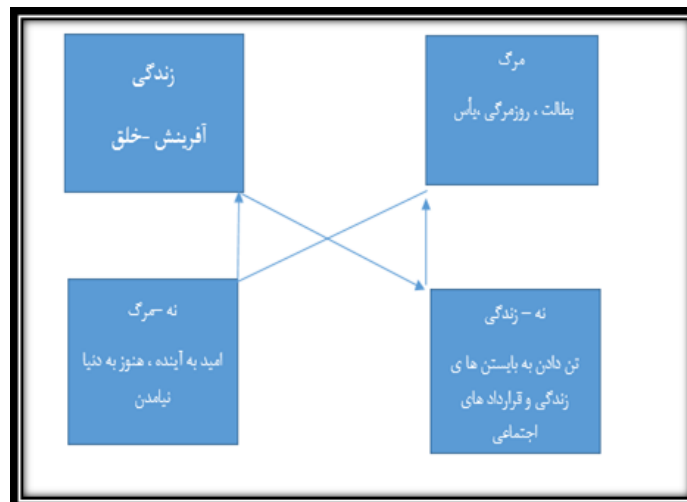 مرگ
بطالت ، روزمرگی ،یأس
زندگی
آفرینش -خلق
نه – زندگی
تن دادن به بایستن ها ی
زندگی و قرارداد های
اجتماعی
نه –مرگ
امید به آینده ، هنوز به دنیا
نیامدن